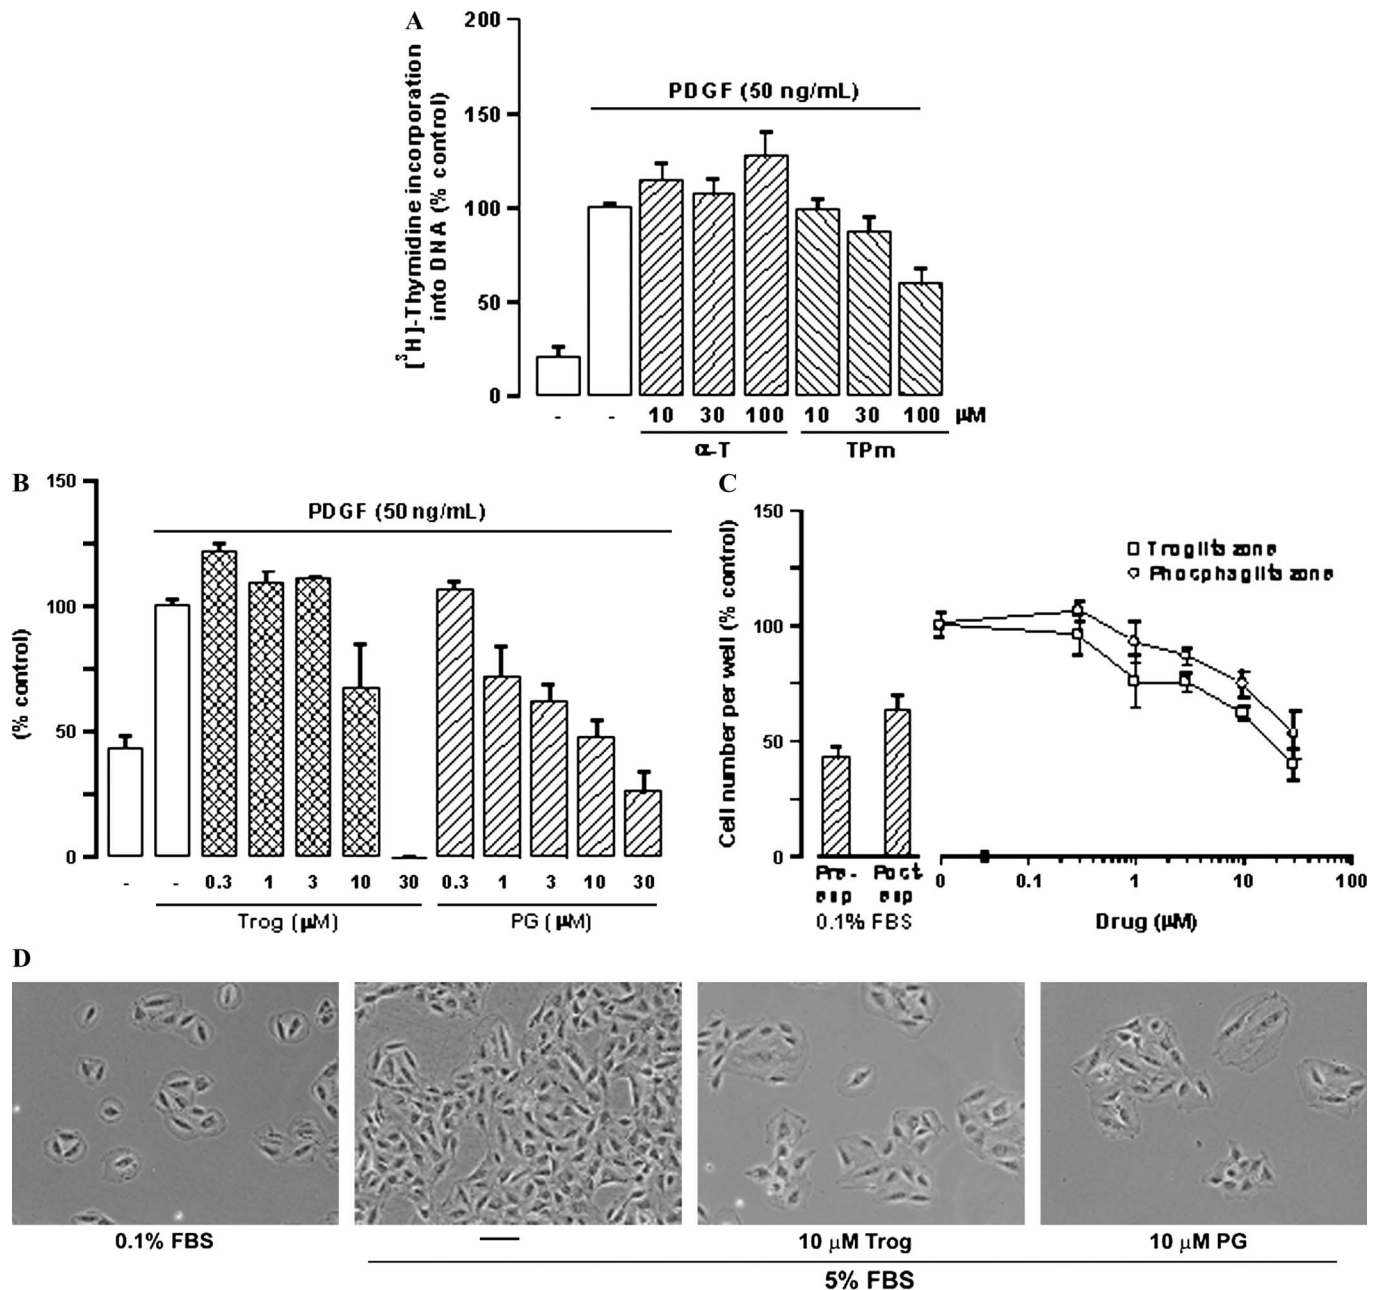 A
200
150
100
50
0
[³H]-Thymidine incorporation
into DNA (% control)
PDGF (50 ng/mL)
- - 10 30 100 10 30 100 µM
α-T TPm
B
150
100
50
0
(% control)
PDGF (50 ng/mL)
- - 0.3 1 3 10 30 0.3 1 3 10 30
Trog (µM) PG (µM)
C
150
100
50
0
Cell number per well (% control)
0.1% FBS
0 0.1 1 10 100
Drug (µM)
D
0.1% FBS
10 µM Trog
10 µM PG
5% FBS